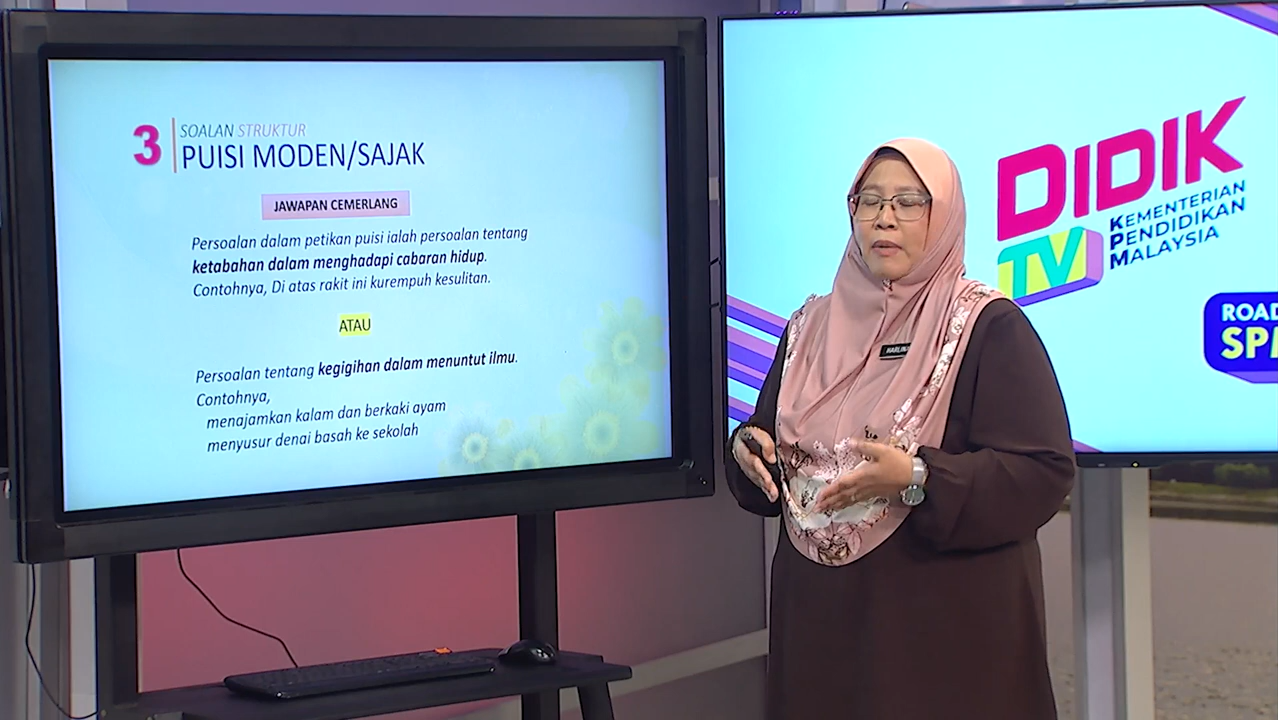 3
SOALAN STRUKTUR
PUISI MODEN/SAJAK
JAWAPAN CEMERLANG
Persoalan dalam petikan puisi ialah persoalan tentang
ketabahan dalam menghadapi cabaran hidup.
Contohnya, Di atas rakit ini kurempuh kesulitan.
ATAU
Persoalan tentang kegigihan dalam menuntut ilmu.
Contohnya,
menajamkan kalam dan berkaki ayam
menyusur denai basah ke sekolah
DIDIK
TV
KEMENTERIAN
PENDIDIKAN
MALAYSIA
ROAD